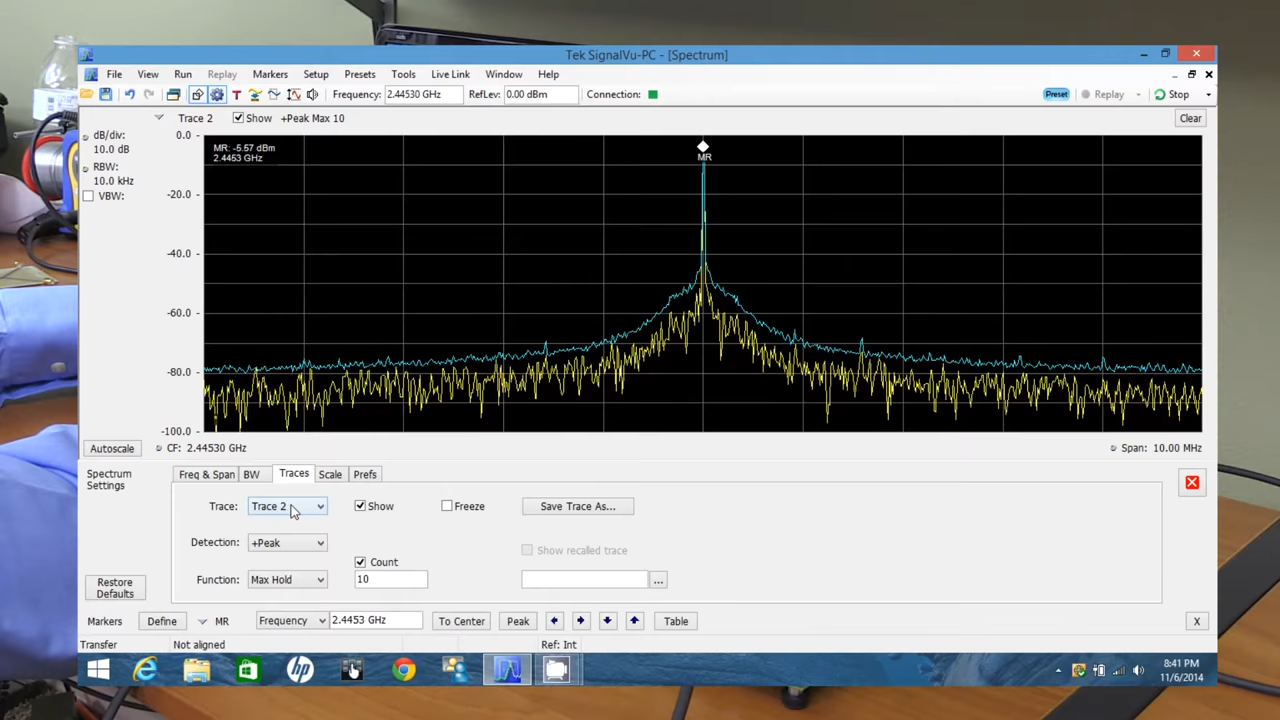 Tek SignalVu-PC - [Spectrum]
File View Run Replay Markers Setup Presets Tools Live Link Window Help
Frequency: 2.44530 GHz RefLev: 0.00 dBm Connection: Preset Replay Stop
Trace 2 Show +Peak Max 10 Clear
dB/div:
10.0 dB
RBW:
10.0 kHz
VBW:
0.0
-20.0
-40.0
-60.0
-80.0
-100.0
MR: -5.57 dBm
2.4453 GHz
MR
Autoscale CF: 2.44530 GHz Span: 10.00 MHz
Spectrum
Settings
Freq & Span BW Traces Scale Prefs
Trace: Trace 2 Show Freeze Save Trace As...
Detection: +Peak Show recalled trace
Count
Function: Max Hold 10 ...
Restore
Defaults
Markers Define MR Frequency 2.4453 GHz To Center Peak Table X
Transfer Not aligned Ref: Int
hp
8:41 PM
11/6/2014